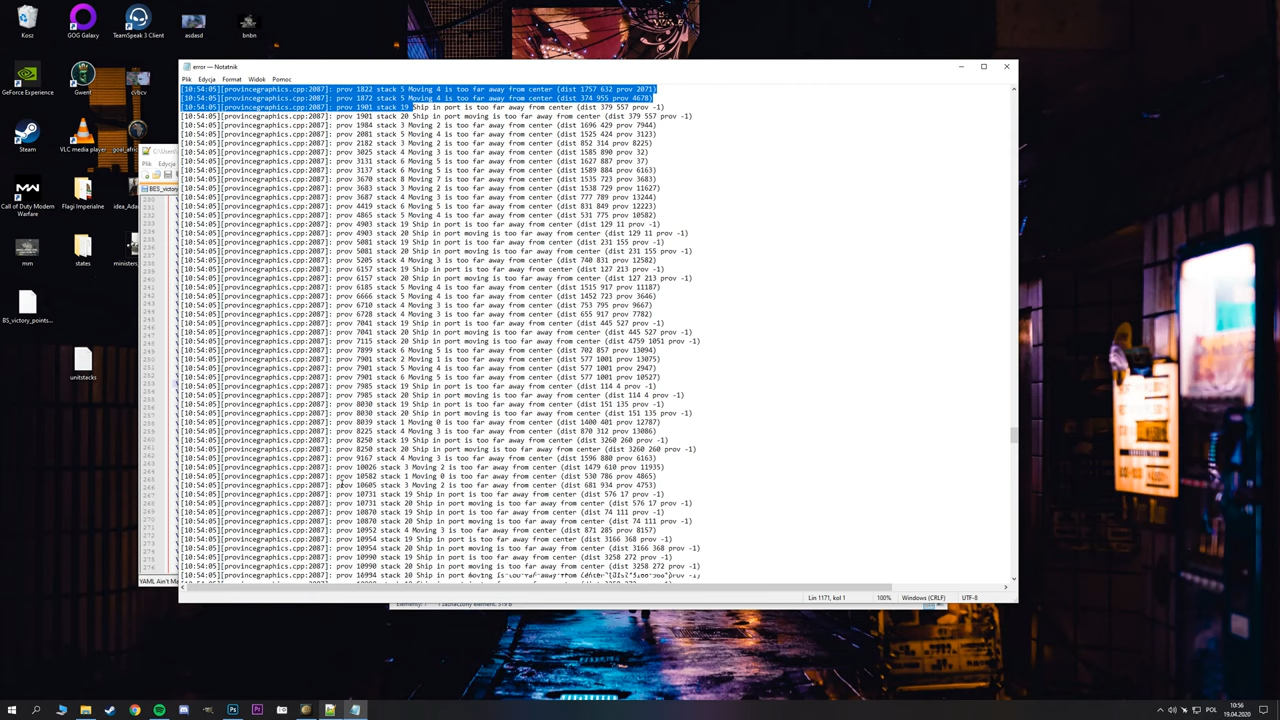 Kosz
GOG Galaxy
TeamSpeak 3 Client
asdasd
bnbn
GeForce Experience
Gwent
cvbcv
Steam
VLC media player
Call of Duty Modern Warfare
Flagi Imperialne
mm
states
BS_victory_points...
unitstacks
error — Notatnik
Plik Edycja Format Widok Pomoc
[10:54:05][provincegraphics.cpp:2087]: prov 1822 stack 5 Moving 4 is too far away from center (dist 1757 632 prov 2071)
[10:54:05][provincegraphics.cpp:2087]: prov 1872 stack 5 Moving 4 is too far away from center (dist 374 955 prov 4678)
[10:54:05][provincegraphics.cpp:2087]: prov 1901 stack 19 Ship in port is too far away from center (dist 379 557 prov -1)
[10:54:05][provincegraphics.cpp:2087]: prov 1901 stack 20 Ship in port moving is too far away from center (dist 379 557 prov -1)
[10:54:05][provincegraphics.cpp:2087]: prov 1984 stack 3 Moving 2 is too far away from center (dist 1696 429 prov 7944)
[10:54:05][provincegraphics.cpp:2087]: prov 2081 stack 5 Moving 4 is too far away from center (dist 1525 424 prov 3123)
[10:54:05][provincegraphics.cpp:2087]: prov 2182 stack 3 Moving 2 is too far away from center (dist 852 314 prov 8225)
[10:54:05][provincegraphics.cpp:2087]: prov 3025 stack 4 Moving 3 is too far away from center (dist 1585 890 prov 32)
[10:54:05][provincegraphics.cpp:2087]: prov 3131 stack 6 Moving 5 is too far away from center (dist 1627 887 prov 37)
[10:54:05][provincegraphics.cpp:2087]: prov 3137 stack 6 Moving 5 is too far away from center (dist 1589 884 prov 6163)
[10:54:05][provincegraphics.cpp:2087]: prov 3670 stack 8 Moving 7 is too far away from center (dist 1535 723 prov 3683)
[10:54:05][provincegraphics.cpp:2087]: prov 3683 stack 3 Moving 2 is too far away from center (dist 1538 729 prov 11627)
[10:54:05][provincegraphics.cpp:2087]: prov 3687 stack 4 Moving 3 is too far away from center (dist 777 789 prov 13244)
[10:54:05][provincegraphics.cpp:2087]: prov 4419 stack 6 Moving 5 is too far away from center (dist 831 849 prov 12223)
[10:54:05][provincegraphics.cpp:2087]: prov 4865 stack 5 Moving 4 is too far away from center (dist 531 775 prov 10582)
[10:54:05][provincegraphics.cpp:2087]: prov 4903 stack 19 Ship in port is too far away from center (dist 129 11 prov -1)
[10:54:05][provincegraphics.cpp:2087]: prov 4903 stack 20 Ship in port moving is too far away from center (dist 129 11 prov -1)
[10:54:05][provincegraphics.cpp:2087]: prov 5081 stack 19 Ship in port is too far away from center (dist 231 155 prov -1)
[10:54:05][provincegraphics.cpp:2087]: prov 5081 stack 20 Ship in port moving is too far away from center (dist 231 155 prov -1)
[10:54:05][provincegraphics.cpp:2087]: prov 5205 stack 4 Moving 3 is too far away from center (dist 740 831 prov 12582)
[10:54:05][provincegraphics.cpp:2087]: prov 6157 stack 19 Ship in port is too far away from center (dist 127 213 prov -1)
[10:54:05][provincegraphics.cpp:2087]: prov 6157 stack 20 Ship in port moving is too far away from center (dist 127 213 prov -1)
[10:54:05][provincegraphics.cpp:2087]: prov 6185 stack 5 Moving 4 is too far away from center (dist 1515 917 prov 11187)
[10:54:05][provincegraphics.cpp:2087]: prov 6666 stack 5 Moving 4 is too far away from center (dist 1452 723 prov 3646)
[10:54:05][provincegraphics.cpp:2087]: prov 6710 stack 4 Moving 3 is too far away from center (dist 753 795 prov 9667)
[10:54:05][provincegraphics.cpp:2087]: prov 6728 stack 4 Moving 3 is too far away from center (dist 655 917 prov 7782)
[10:54:05][provincegraphics.cpp:2087]: prov 7041 stack 19 Ship in port is too far away from center (dist 445 527 prov -1)
[10:54:05][provincegraphics.cpp:2087]: prov 7041 stack 20 Ship in port moving is too far away from center (dist 445 527 prov -1)
[10:54:05][provincegraphics.cpp:2087]: prov 7115 stack 20 Ship in port moving is too far away from center (dist 4759 1051 prov -1)
[10:54:05][provincegraphics.cpp:2087]: prov 7899 stack 6 Moving 5 is too far away from center (dist 702 857 prov 13094)
[10:54:05][provincegraphics.cpp:2087]: prov 7901 stack 2 Moving 1 is too far away from center (dist 577 1001 prov 13075)
[10:54:05][provincegraphics.cpp:2087]: prov 7901 stack 5 Moving 4 is too far away from center (dist 577 1001 prov 2947)
[10:54:05][provincegraphics.cpp:2087]: prov 7901 stack 6 Moving 5 is too far away from center (dist 577 1001 prov 10527)
[10:54:05][provincegraphics.cpp:2087]: prov 7985 stack 19 Ship in port is too far away from center (dist 114 4 prov -1)
[10:54:05][provincegraphics.cpp:2087]: prov 7985 stack 20 Ship in port moving is too far away from center (dist 114 4 prov -1)
[10:54:05][provincegraphics.cpp:2087]: prov 8030 stack 19 Ship in port is too far away from center (dist 151 135 prov -1)
[10:54:05][provincegraphics.cpp:2087]: prov 8030 stack 20 Ship in port moving is too far away from center (dist 151 135 prov -1)
[10:54:05][provincegraphics.cpp:2087]: prov 8039 stack 1 Moving 0 is too far away from center (dist 1400 401 prov 12787)
[10:54:05][provincegraphics.cpp:2087]: prov 8225 stack 4 Moving 3 is too far away from center (dist 870 312 prov 13086)
[10:54:05][provincegraphics.cpp:2087]: prov 8250 stack 19 Ship in port is too far away from center (dist 3260 260 prov -1)
[10:54:05][provincegraphics.cpp:2087]: prov 8250 stack 20 Ship in port moving is too far away from center (dist 3260 260 prov -1)
[10:54:05][provincegraphics.cpp:2087]: prov 9167 stack 4 Moving 3 is too far away from center (dist 1596 880 prov 6163)
[10:54:05][provincegraphics.cpp:2087]: prov 10026 stack 3 Moving 2 is too far away from center (dist 1479 610 prov 11935)
[10:54:05][provincegraphics.cpp:2087]: prov 10582 stack 1 Moving 0 is too far away from center (dist 530 786 prov 4865)
[10:54:05][provincegraphics.cpp:2087]: prov 10605 stack 3 Moving 2 is too far away from center (dist 681 934 prov 4753)
[10:54:05][provincegraphics.cpp:2087]: prov 10731 stack 19 Ship in port is too far away from center (dist 576 17 prov -1)
[10:54:05][provincegraphics.cpp:2087]: prov 10731 stack 20 Ship in port moving is too far away from center (dist 576 17 prov -1)
[10:54:05][provincegraphics.cpp:2087]: prov 10870 stack 19 Ship in port is too far away from center (dist 74 111 prov -1)
[10:54:05][provincegraphics.cpp:2087]: prov 10870 stack 20 Ship in port moving is too far away from center (dist 74 111 prov -1)
[10:54:05][provincegraphics.cpp:2087]: prov 10952 stack 4 Moving 3 is too far away from center (dist 871 285 prov 8157)
[10:54:05][provincegraphics.cpp:2087]: prov 10954 stack 19 Ship in port is too far away from center (dist 3166 368 prov -1)
[10:54:05][provincegraphics.cpp:2087]: prov 10954 stack 20 Ship in port moving is too far away from center (dist 3166 368 prov -1)
[10:54:05][provincegraphics.cpp:2087]: prov 10990 stack 19 Ship in port is too far away from center (dist 3258 272 prov -1)
[10:54:05][provincegraphics.cpp:2087]: prov 10990 stack 20 Ship in port moving is too far away from center (dist 3258 272 prov -1)
Lin 1171, kol 1 100% Windows (CRLF) UTF-8
POL
10:56
19.04.2020